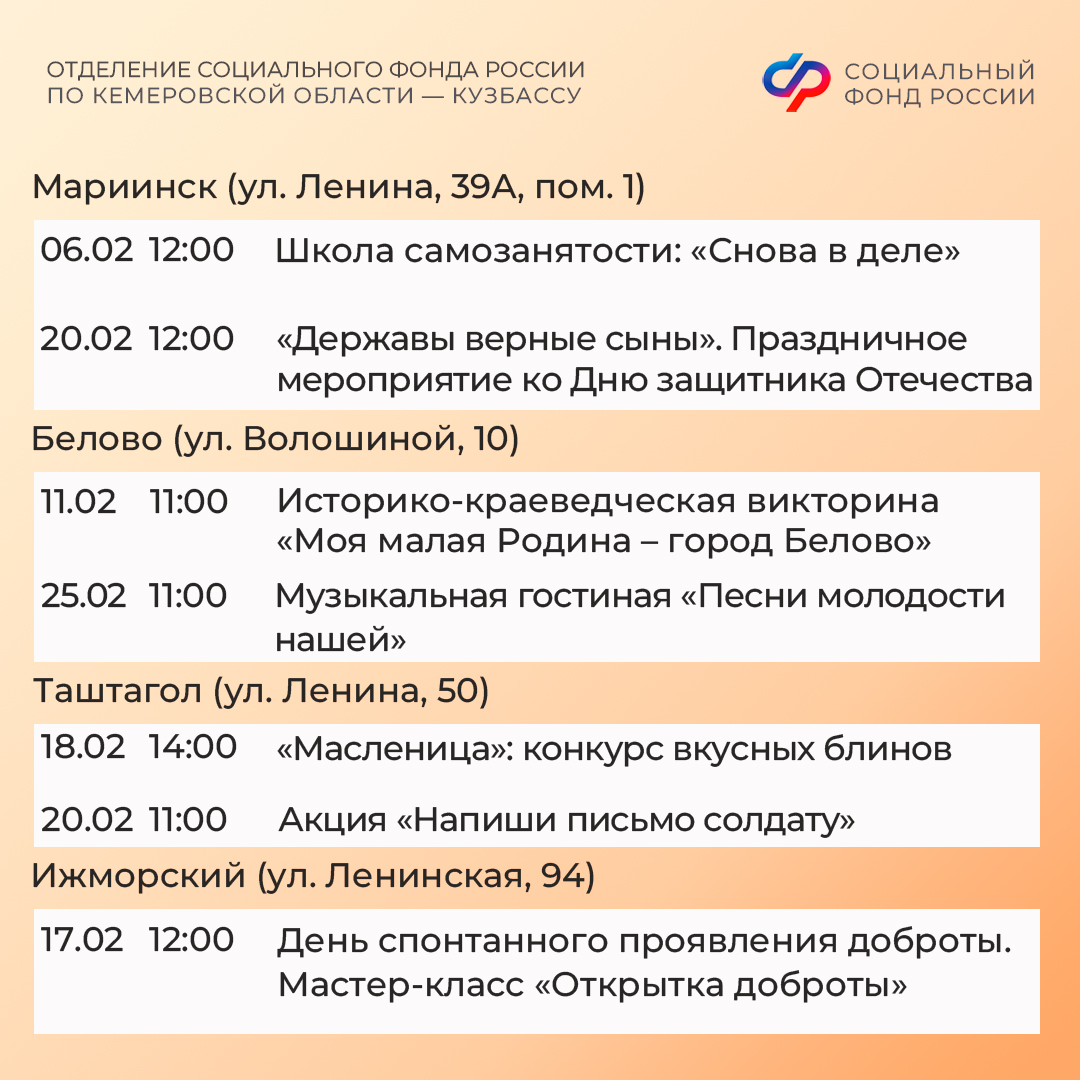 ОТДЕЛЕНИЕ СОЦИАЛЬНОГО ФОНДА РОССИИ
ПО КЕМЕРОВСКОЙ ОБЛАСТИ — КУЗБАССУ
СОЦИАЛЬНЫЙ
ФОНД РОССИИ
Мариинск (ул. Ленина, 39А, пом. 1)
06.02 12:00 Школа самозанятости: «Снова в деле»
20.02 12:00 «Державы верные сыны». Праздничное
мероприятие ко Дню защитника Отечества
Белово (ул. Волошиной, 10)
11.02 11:00 Историко-краеведческая викторина
«Моя малая Родина – город Белово»
25.02 11:00 Музыкальная гостиная «Песни молодости
нашей»
Таштагол (ул. Ленина, 50)
18.02 14:00 «Масленица»: конкурс вкусных блинов
20.02 11:00 Акция «Напиши письмо солдату»
Ижморский (ул. Ленинская, 94)
17.02 12:00 День спонтанного проявления доброты.
Мастер-класс «Открытка доброты»